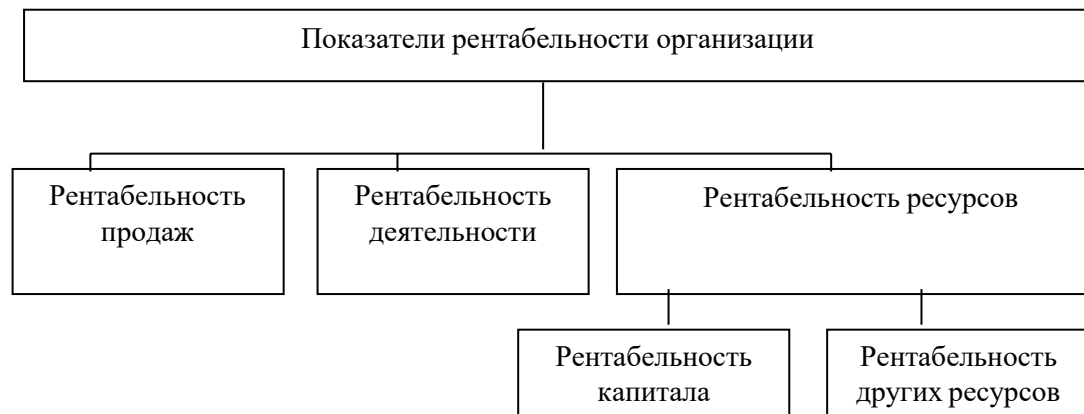 Показатели рентабельности организации
Рентабельность
продаж
Рентабельность
деятельности
Рентабельность ресурсов
Рентабельность
капитала
Рентабельность
других ресурсов